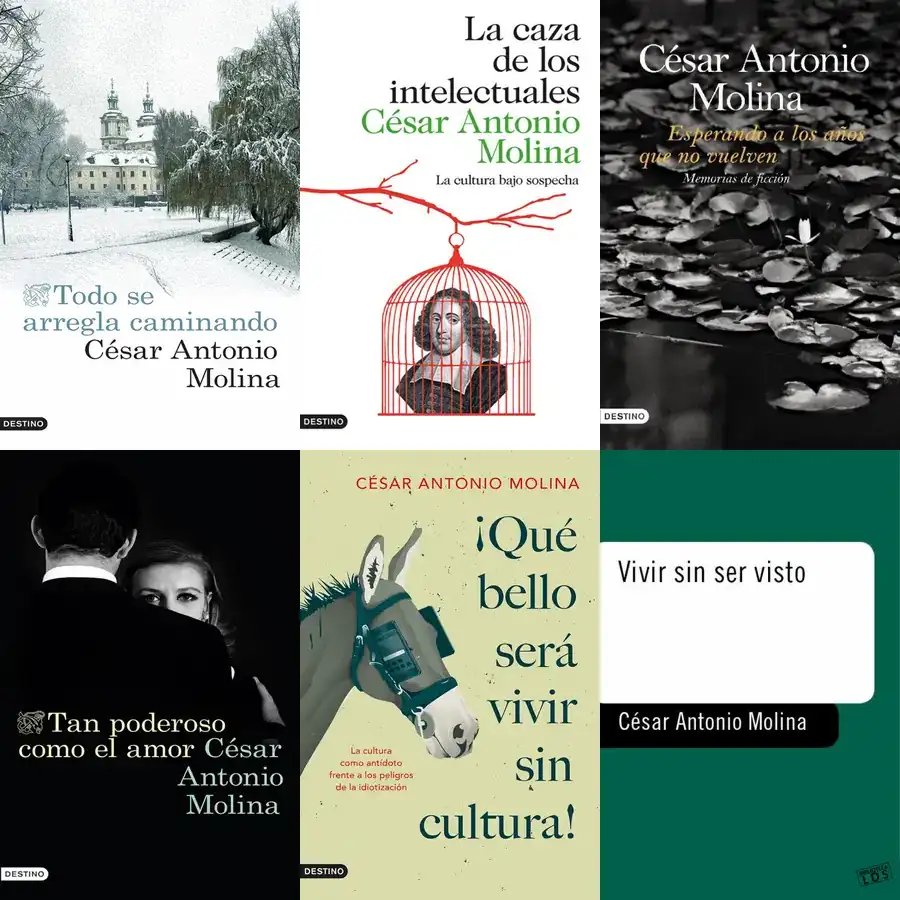 Todo se
arregla caminando
César Antonio
Molina
DESTINO
La caza
de los
intelectuales
César Antonio
Molina
La cultura bajo sospecha
DESTINO
César Antonio
Molina
Esperando a los años
que no vuelven
Memorias de ficción
DESTINO
Tan poderoso
como el amor César
Antonio
Molina
DESTINO
CÉSAR ANTONIO MOLINA
¡Qué
bello
será
vivir
sin
cultura!
La cultura
como antídoto
frente a los peligros
de la idiotización
DESTINO
Vivir sin ser visto
César Antonio Molina
BIBLIOTECA
LDS